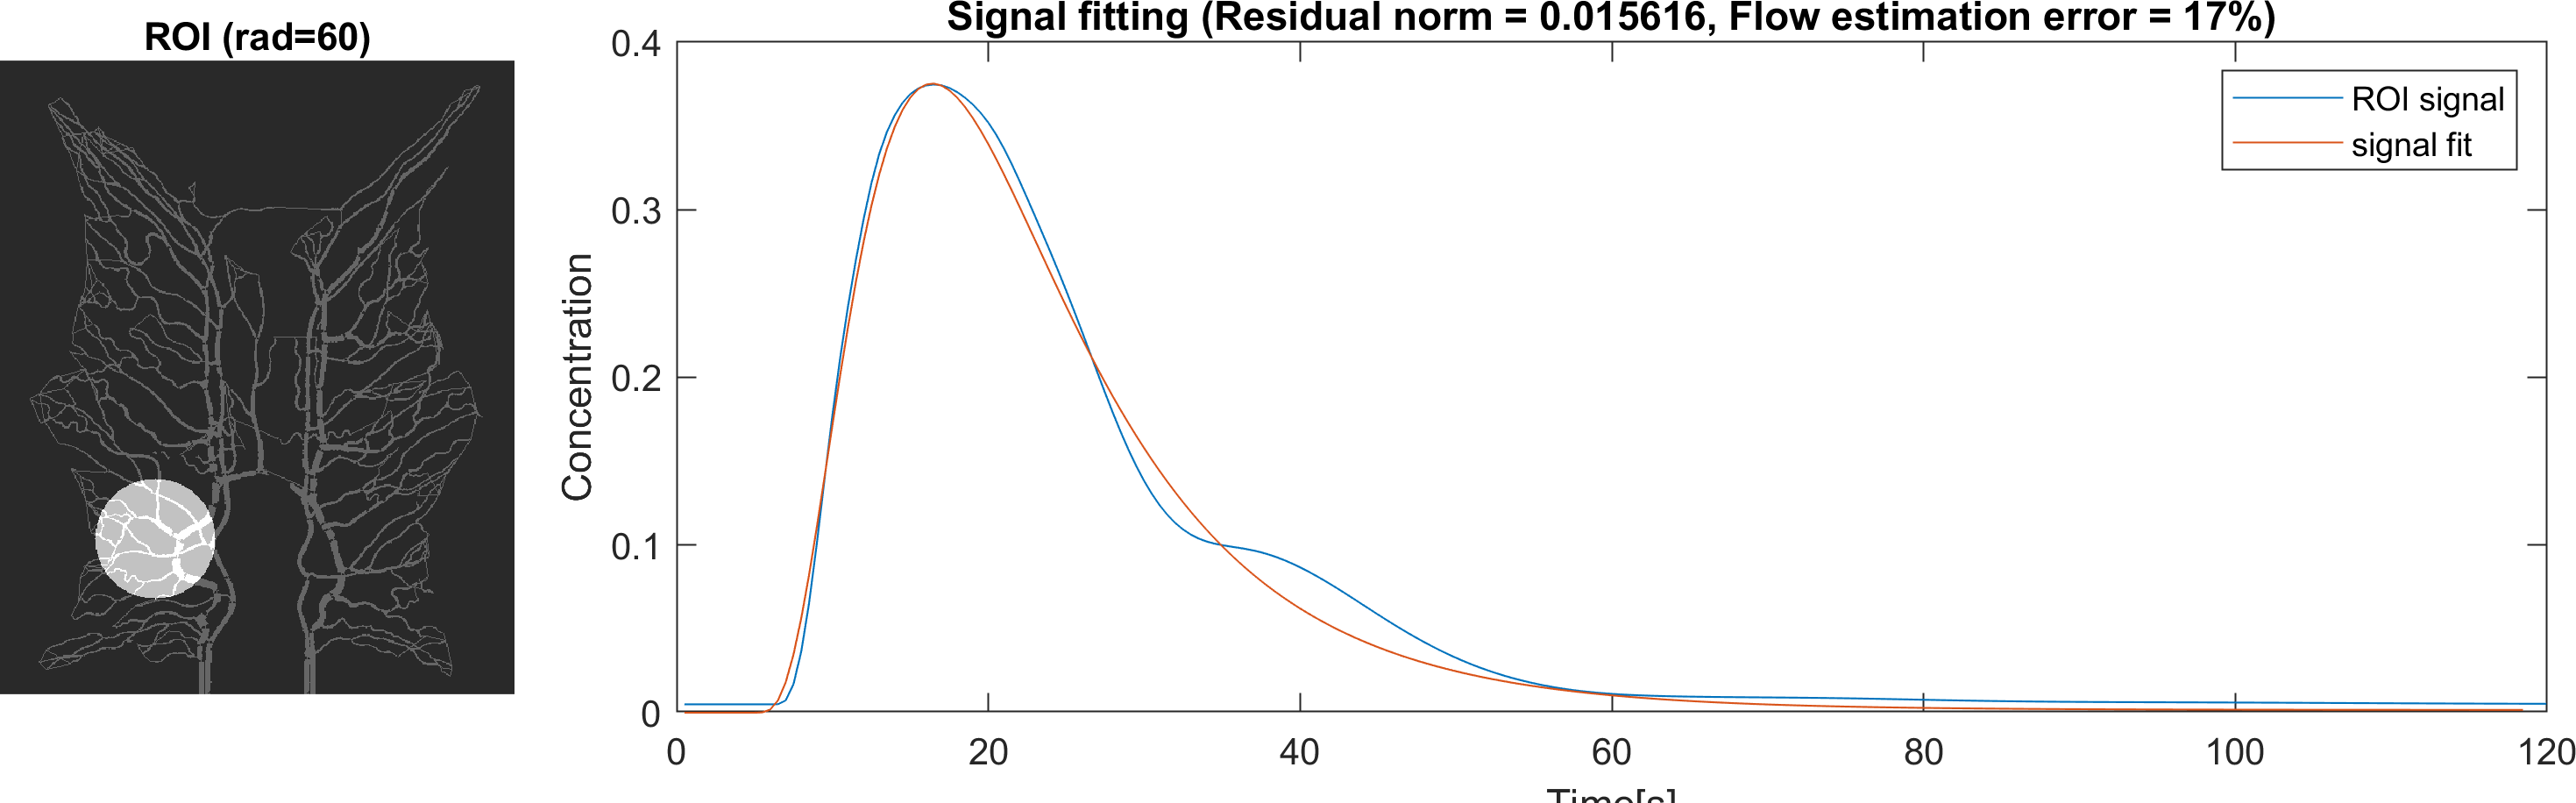 ROI (rad=60)
Signal fitting (Residual norm = 0.015616, Flow estimation error = 17%)
0.4
0.3
0.2
0.1
0
Concentration
ROI signal
signal fit
0 20 40 60 80 100 120
Time[s]